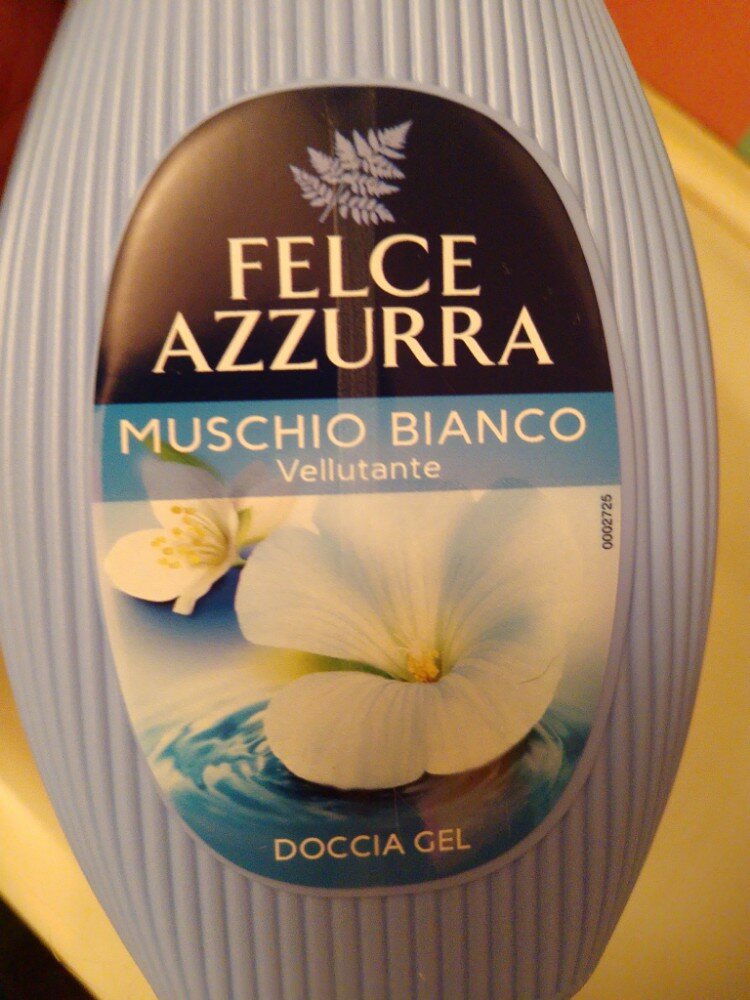 FELCE
AZZURRA
MUSCHIO BIANCO
Vellutante
0002725
DOCCIA GEL